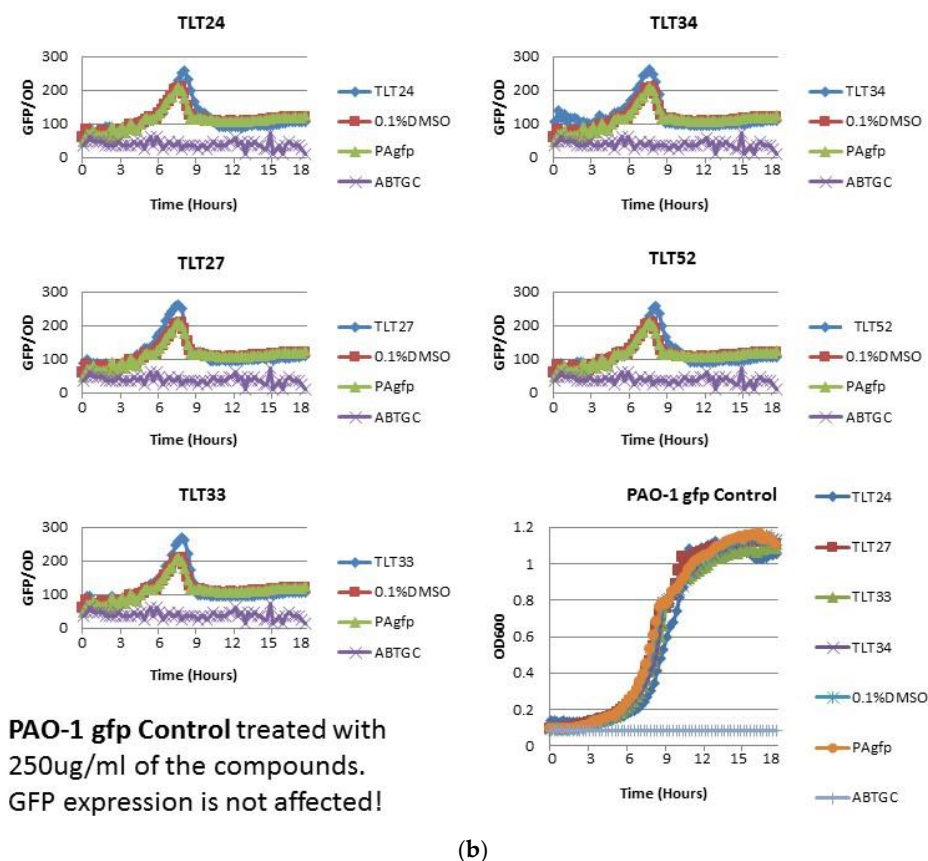 TLT24
300
200
100
0
GFP/OD
0 3 6 9 12 15 18
Time (Hours)
TLT24
0.1%DMSO
PAgfp
ABTGC
TLT34
300
200
100
0
GFP/OD
0 3 6 9 12 15 18
Time (Hours)
TLT34
0.1%DMSO
PAgfp
ABTGC
TLT27
300
200
100
0
GFP/OD
0 3 6 9 12 15 18
Time (Hours)
TLT27
0.1%DMSO
PAgfp
ABTGC
TLT52
300
200
100
0
GFP/OD
0 3 6 9 12 15 18
Time (Hours)
TLT52
0.1%DMSO
PAgfp
ABTGC
TLT33
300
200
100
0
GFP/OD
0 3 6 9 12 15 18
Time (Hours)
TLT33
0.1%DMSO
PAgfp
ABTGC
PAO-1 gfp Control
1.2
1
0.8
0.6
0.4
0.2
0
OD600
0 3 6 9 12 15 18
Time (Hours)
TLT24
TLT27
TLT33
TLT34
0.1%DMSO
PAgfp
ABTGC
PAO-1 gfp Control treated with
250ug/ml of the compounds.
GFP expression is not affected!
(b)